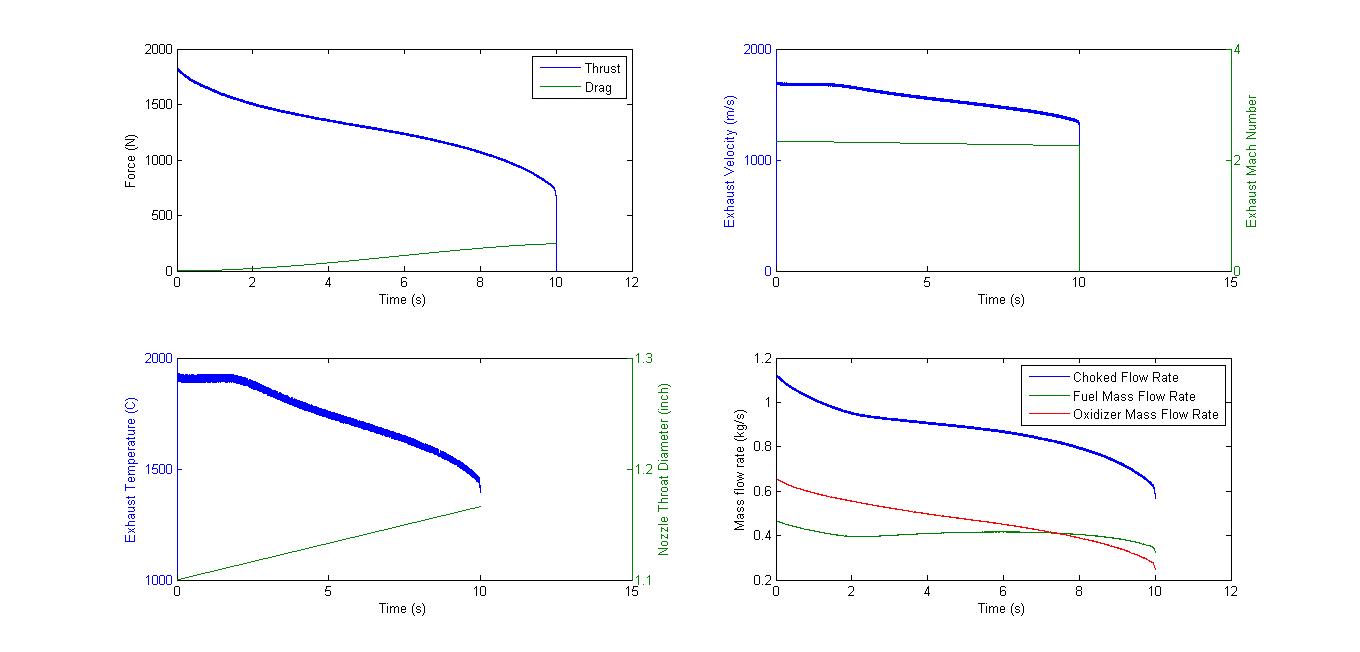 2000
1500
1000
500
0
Force (N)
Thrust
Drag
0 2 4 6 8 10 12
Time (s)
2000
1000
0
Exhaust Velocity (m/s)
4
2
0
Exhaust Mach Number
0 5 10 15
Time (s)
2000
1500
1000
Exhaust Temperature (C)
1.3
1.2
1.1
Nozzle Throat Diameter (inch)
0 5 10 15
Time (s)
1.2
1
0.8
0.6
0.4
0.2
Mass flow rate (kg/s)
Choked Flow Rate
Fuel Mass Flow Rate
Oxidizer Mass Flow Rate
0 2 4 6 8 10 12
Time (s)